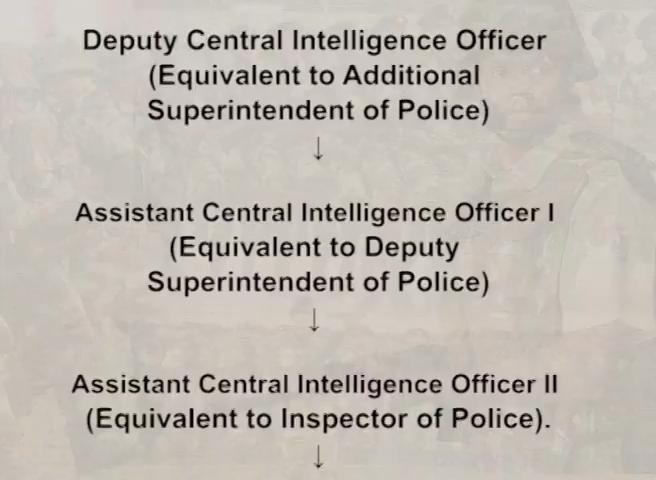 Deputy Central Intelligence Officer
(Equivalent to Additional
Superintendent of Police)
↓
Assistant Central Intelligence Officer I
(Equivalent to Deputy
Superintendent of Police)
↓
Assistant Central Intelligence Officer II
(Equivalent to Inspector of Police).
↓